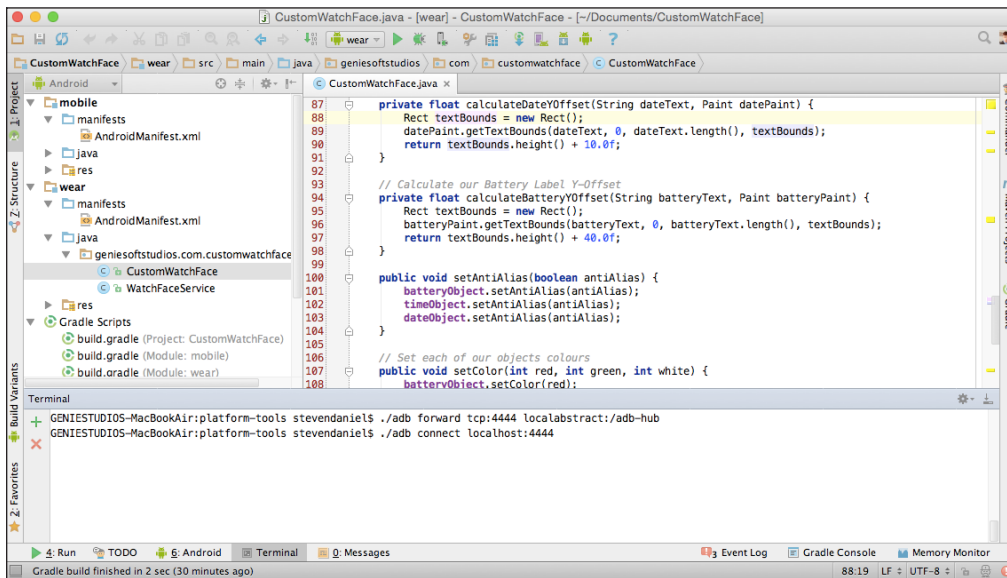 CustomWatchFace.java - [wear] - CustomWatchFace - [~/Documents/CustomWatchFace]
wear
CustomWatchFace wear src main java geniesoftstudios com customwatchface CustomWatchFace
Android
CustomWatchFace.java
1: Project
Z: Structure
Build Variants
2: Favorites
mobile
manifests
AndroidManifest.xml
java
res
wear
manifests
AndroidManifest.xml
java
geniesoftstudios.com.customwatchface
CustomWatchFace
WatchFaceService
res
Gradle Scripts
build.gradle (Project: CustomWatchFace)
build.gradle (Module: mobile)
build.gradle (Module: wear)
87 private float calculateDateYOffset(String dateText, Paint datePaint) {
88 Rect textBounds = new Rect();
89 datePaint.getTextBounds(dateText, 0, dateText.length(), textBounds);
90 return textBounds.height() + 10.0f;
91 }
92
93 // Calculate our Battery Label Y-Offset
94 private float calculateBatteryYOffset(String batteryText, Paint batteryPaint) {
95 Rect textBounds = new Rect();
96 batteryPaint.getTextBounds(batteryText, 0, batteryText.length(), textBounds);
97 return textBounds.height() + 40.0f;
98 }
99
100 public void setAntiAlias(boolean antiAlias) {
101 batteryObject.setAntiAlias(antiAlias);
102 timeObject.setAntiAlias(antiAlias);
103 dateObject.setAntiAlias(antiAlias);
104 }
105
106 // Set each of our objects colours
107 public void setColor(int red, int green, int white) {
108 batteryObject.setColor(red);
Terminal
GENIESTUDIOS-MacBookAir:platform-tools stevendaniel$ ./adb forward tcp:4444 localabstract:/adb-hub
GENIESTUDIOS-MacBookAir:platform-tools stevendaniel$ ./adb connect localhost:4444
4: Run TODO 6: Android Terminal 0: Messages 3 Event Log Gradle Console Memory Monitor
Gradle build finished in 2 sec (30 minutes ago) 88:19 LF UTF-8